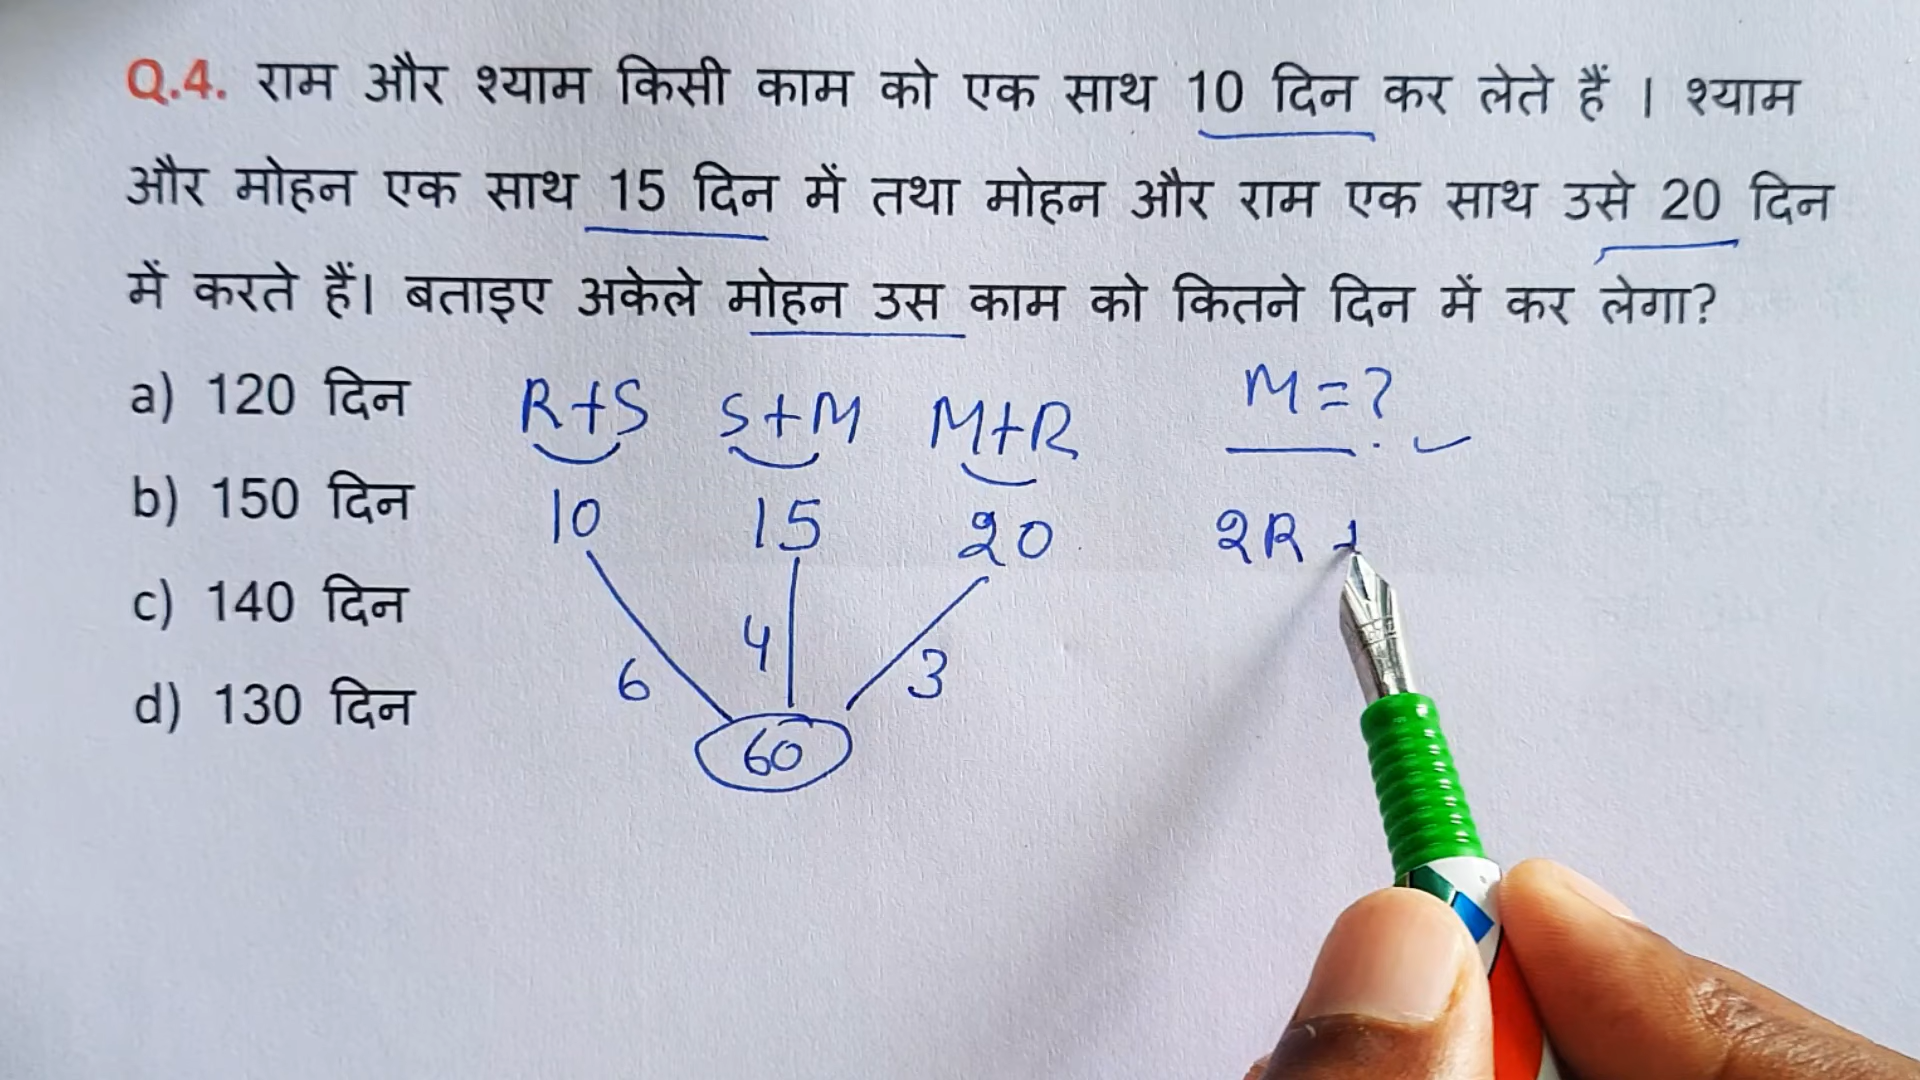 Q.4. राम और श्याम किसी काम को एक साथ 10 दिन कर लेते हैं । श्याम
और मोहन एक साथ 15 दिन में तथा मोहन और राम एक साथ उसे 20 दिन
में करते हैं। बताइए अकेले मोहन उस काम को कितने दिन में कर लेगा?
a) 120 दिन
b) 150 दिन
c) 140 दिन
d) 130 दिन
R+S S+M M+R M=?
10 15 20 2R +
6 4 3
60